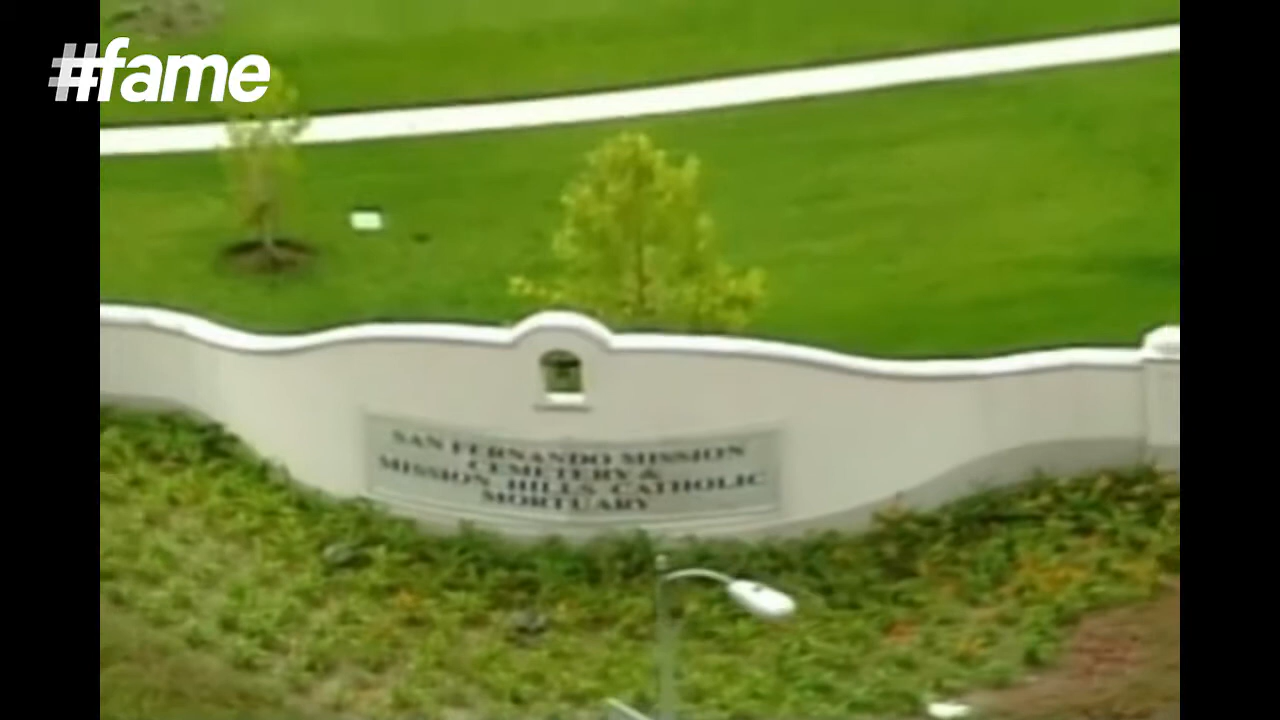 #fame
SAN FERNANDO MISSION
CEMETERY &
MISSION HILLS CATHOLIC
MORTUARY